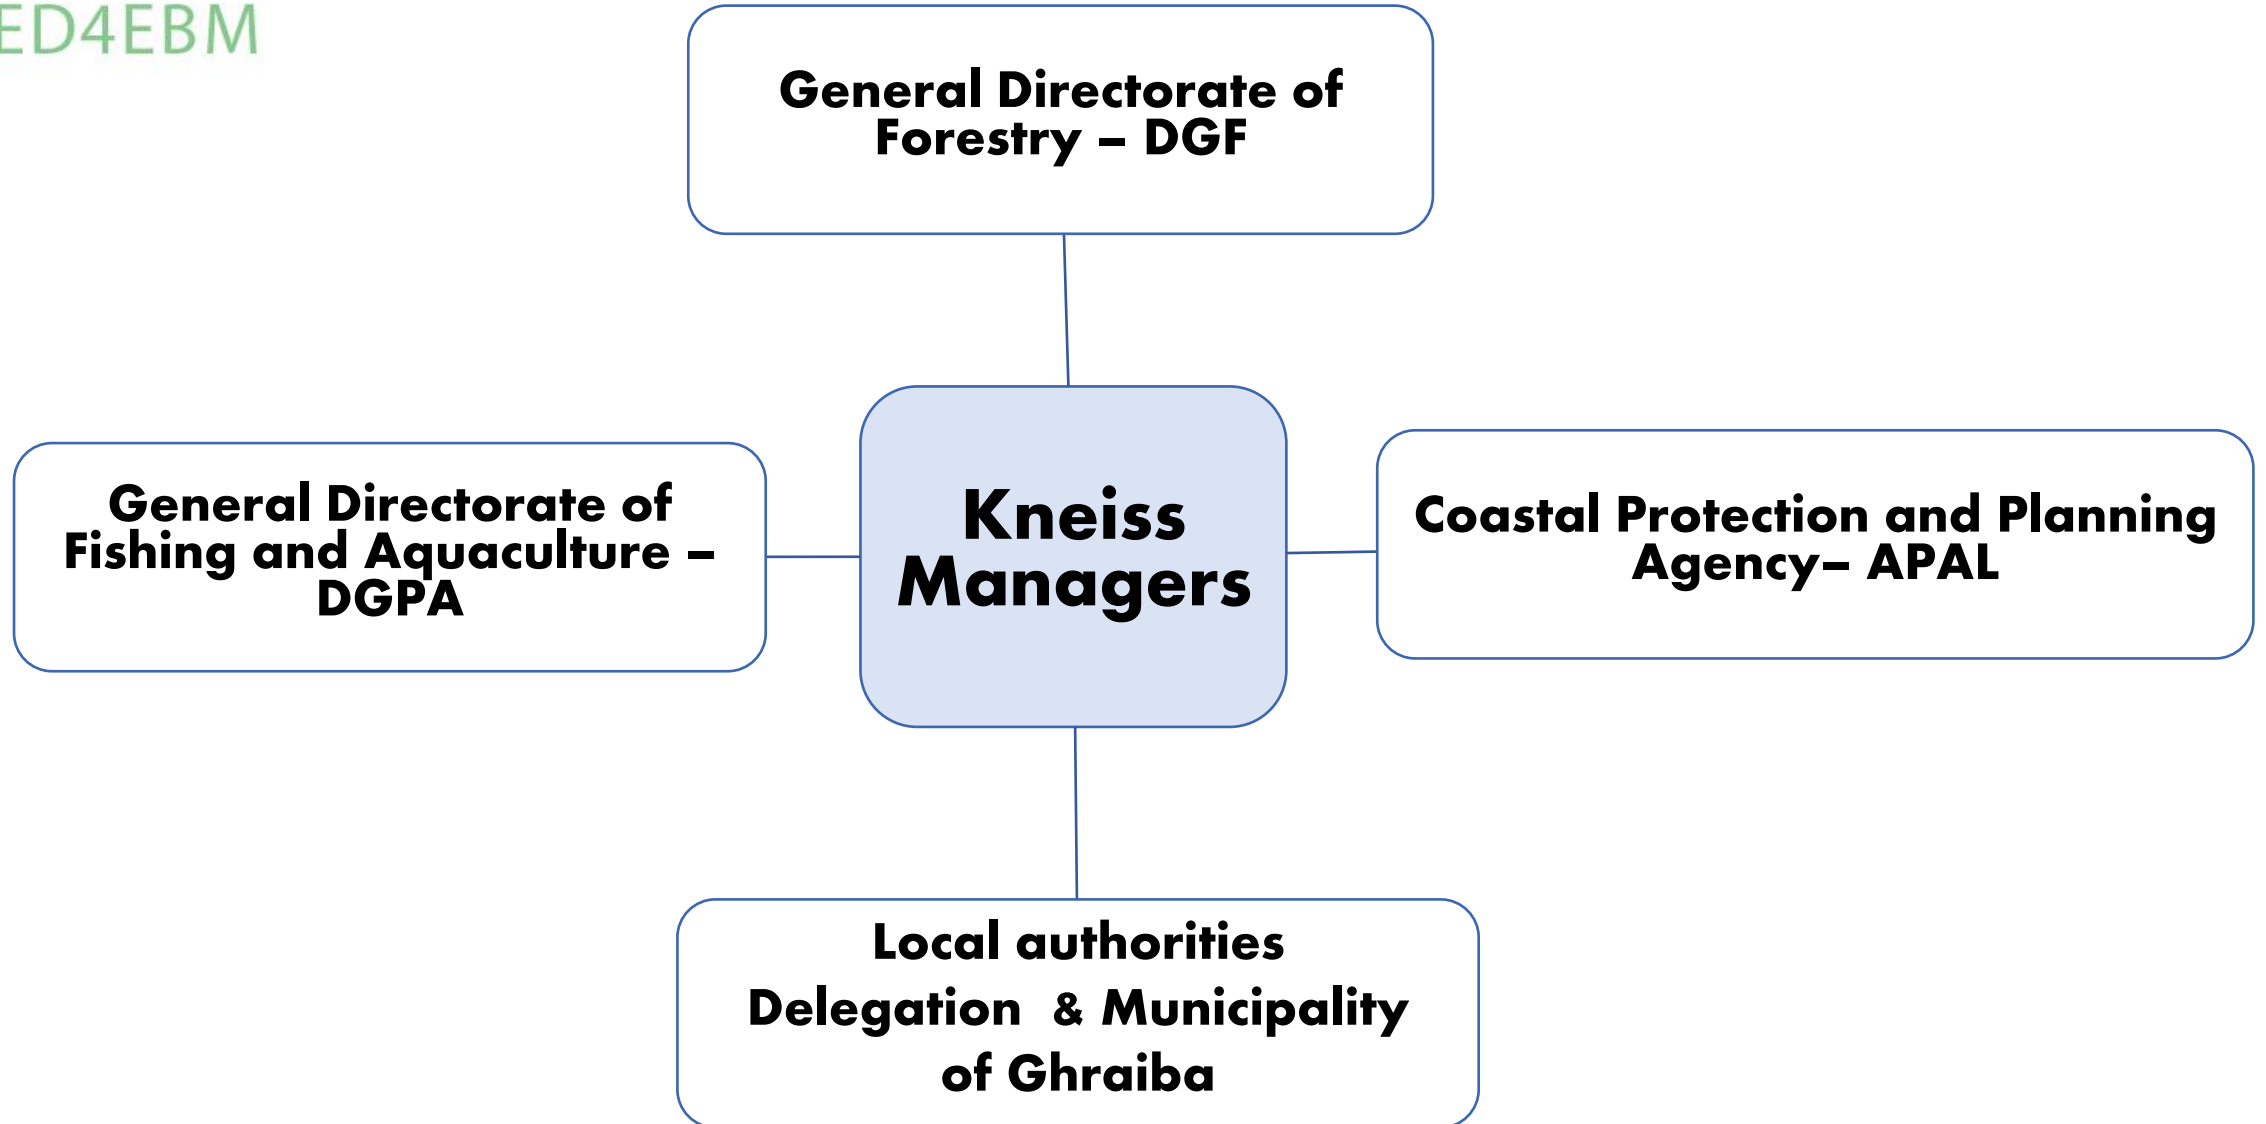 ED4EBM
General Directorate of
Forestry – DGF
General Directorate of
Fishing and Aquaculture –
DGPA
Kneiss
Managers
Coastal Protection and Planning
Agency– APAL
Local authorities
Delegation & Municipality
of Ghraiba